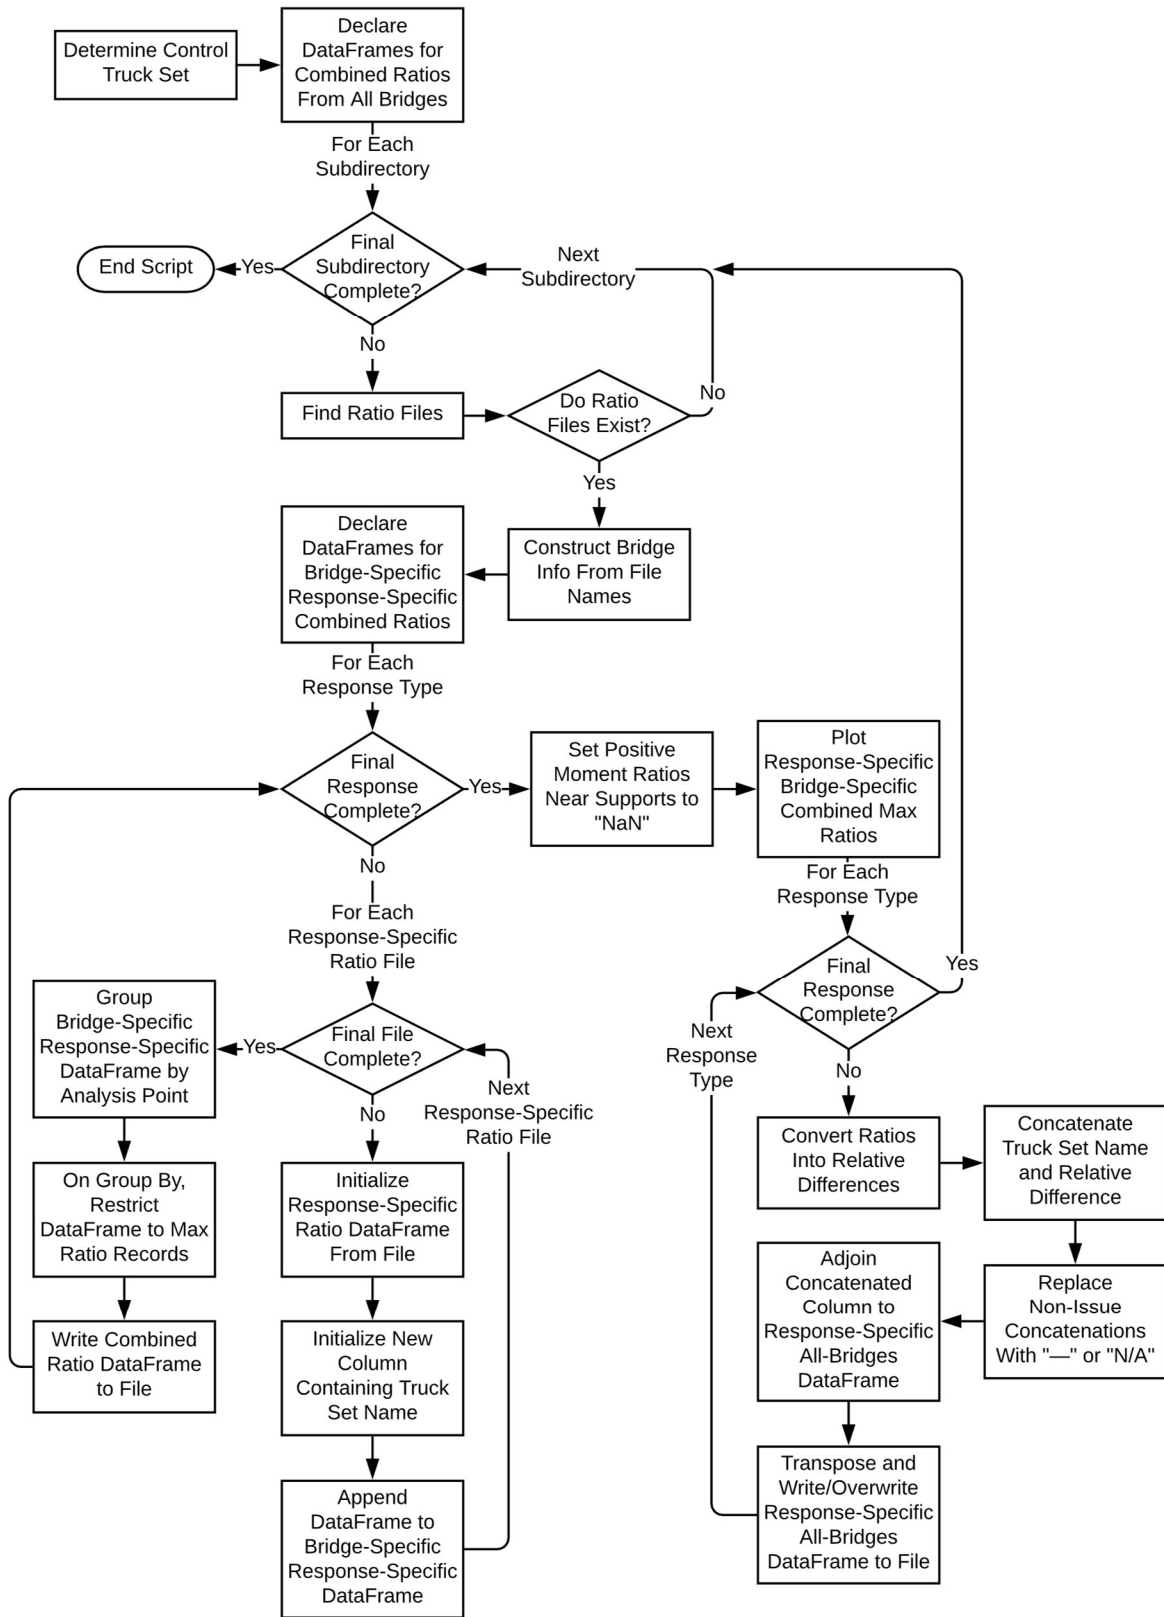 Determine Control
Truck Set
Declare
DataFrames for
Combined Ratios
From All Bridges
For Each
Subdirectory
Final
Subdirectory
Complete?
Yes
End Script
Next
Subdirectory
No
Find Ratio Files
Do Ratio
Files Exist?
No
Yes
Construct Bridge
Info From File
Names
Declare
DataFrames for
Bridge-Specific
Response-Specific
Combined Ratios
For Each
Response Type
Final
Response
Complete?
Yes
Set Positive
Moment Ratios
Near Supports to
"NaN"
Plot
Response-Specific
Bridge-Specific
Combined Max
Ratios
For Each
Response Type
No
For Each
Response-Specific
Ratio File
Final File
Complete?
Yes
Group
Bridge-Specific
Response-Specific
DataFrame by
Analysis Point
On Group By,
Restrict
DataFrame to Max
Ratio Records
Write Combined
Ratio DataFrame
to File
No
Next
Response-Specific
Ratio File
Initialize
Response-Specific
Ratio DataFrame
From File
Initialize New
Column
Containing Truck
Set Name
Append
DataFrame to
Bridge-Specific
Response-Specific
DataFrame
Final
Response
Complete?
Yes
Next
Response
Type
No
Convert Ratios
Into Relative
Differences
Concatenate
Truck Set Name
and Relative
Difference
Replace
Non-Issue
Concatenations
With "—" or "N/A"
Adjoin
Concatenated
Column to
Response-Specific
All-Bridges
DataFrame
Transpose and
Write/Overwrite
Response-Specific
All-Bridges
DataFrame to File